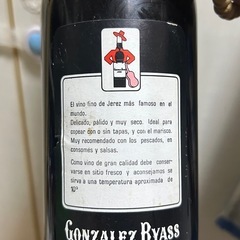 El vino fino de Jerez más famoso en el
mundo.
Delicado, pálido y muy seco. Ideal para
copear con o sin tapas, y con el marisco.
Muy recomendado con los pescados, en
consomés y salsas.
Como vino de gran calidad debe conser-
varse en sitio fresco y aconsejamos se
sirva a una temperatura aproximada de
10º
GONZALEZ BYASS